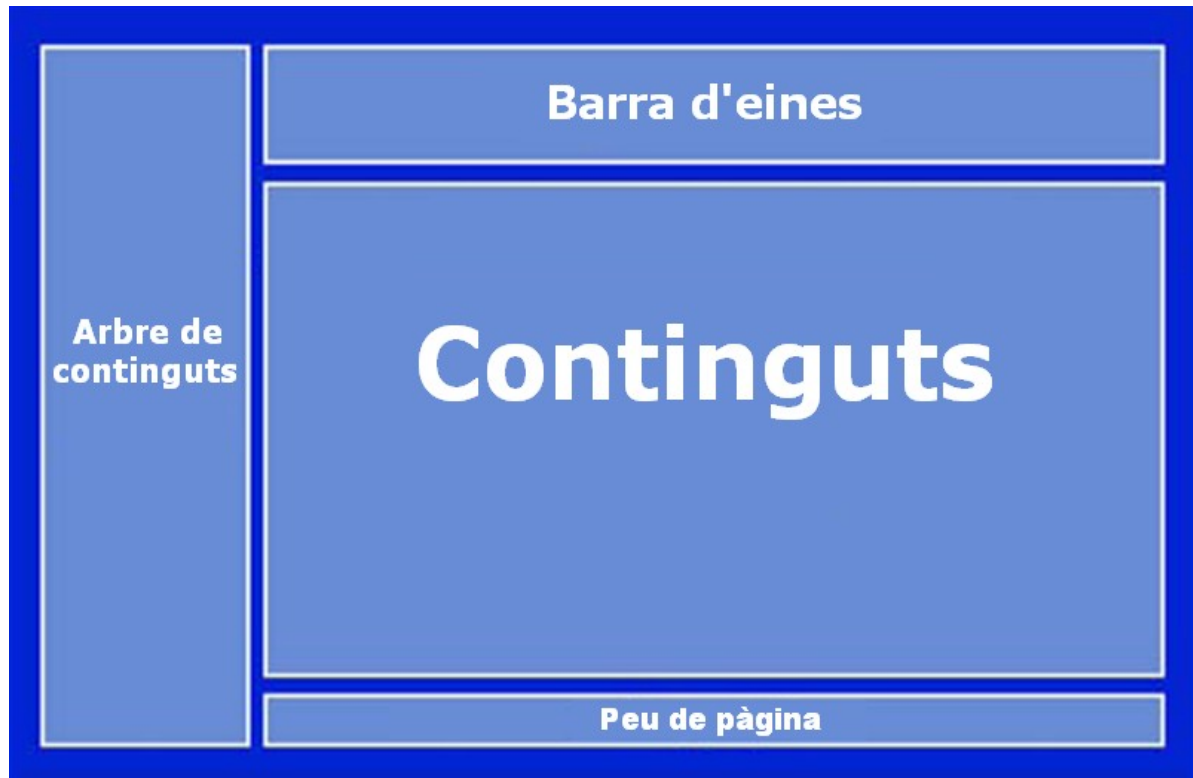 Barra d'eines
Arbre de
continguts
Continguts
Peu de pàgina